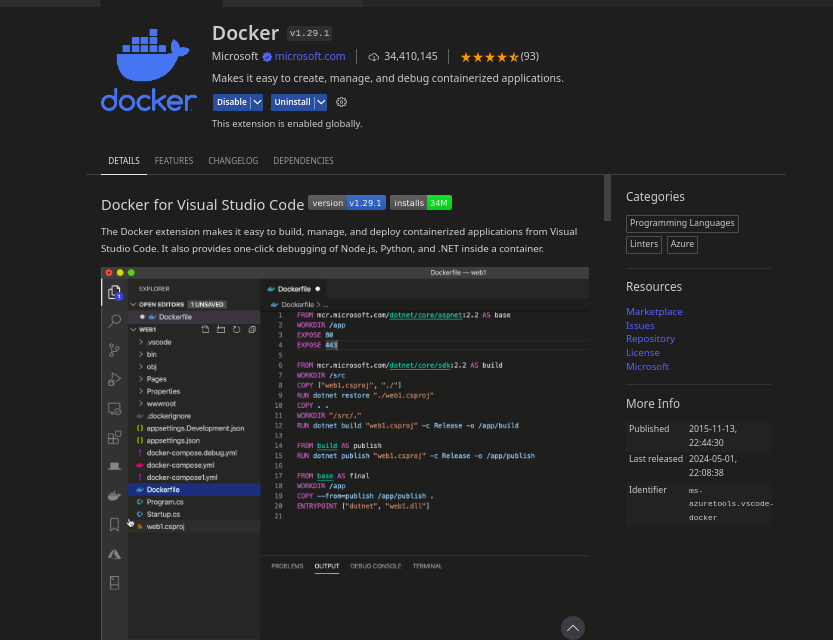 Docker v1.29.1
Microsoft microsoft.com 34,410,145 (93)
Makes it easy to create, manage, and debug containerized applications.
docker
Disable Uninstall
This extension is enabled globally.
DETAILS FEATURES CHANGELOG DEPENDENCIES
Docker for Visual Studio Code version v1.29.1 installs 34M
The Docker extension makes it easy to build, manage, and deploy containerized applications from Visual
Studio Code. It also provides one-click debugging of Node.js, Python, and .NET inside a container.
Dockerfile — web1
EXPLORER
OPEN EDITORS 1 UNSAVED
Dockerfile
WEB1
.vscode
bin
obj
Pages
Properties
wwwroot
.dockerignore
appsettings.Development.json
appsettings.json
docker-compose.debug.yml
docker-compose.yml
docker-compose1.yml
Dockerfile
Program.cs
Startup.cs
web1.csproj
1
Dockerfile
Dockerfile > ...
1 FROM mcr.microsoft.com/dotnet/core/aspnet:2.2 AS base
2 WORKDIR /app
3 EXPOSE 80
4 EXPOSE 443
5
6 FROM mcr.microsoft.com/dotnet/core/sdk:2.2 AS build
7 WORKDIR /src
8 COPY ["web1.csproj", "./"]
9 RUN dotnet restore "./web1.csproj"
10 COPY . .
11 WORKDIR "/src/."
12 RUN dotnet build "web1.csproj" -c Release -o /app/build
13
14 FROM build AS publish
15 RUN dotnet publish "web1.csproj" -c Release -o /app/publish
16
17 FROM base AS final
18 WORKDIR /app
19 COPY --from=publish /app/publish .
20 ENTRYPOINT ["dotnet", "web1.dll"]
21
PROBLEMS OUTPUT DEBUG CONSOLE TERMINAL
Categories
Programming Languages
Linters Azure
Resources
Marketplace
Issues
Repository
License
Microsoft
More Info
Published 2015-11-13,
22:44:30
Last released 2024-05-01,
22:08:38
Identifier ms-
azuretools.vscode-
docker